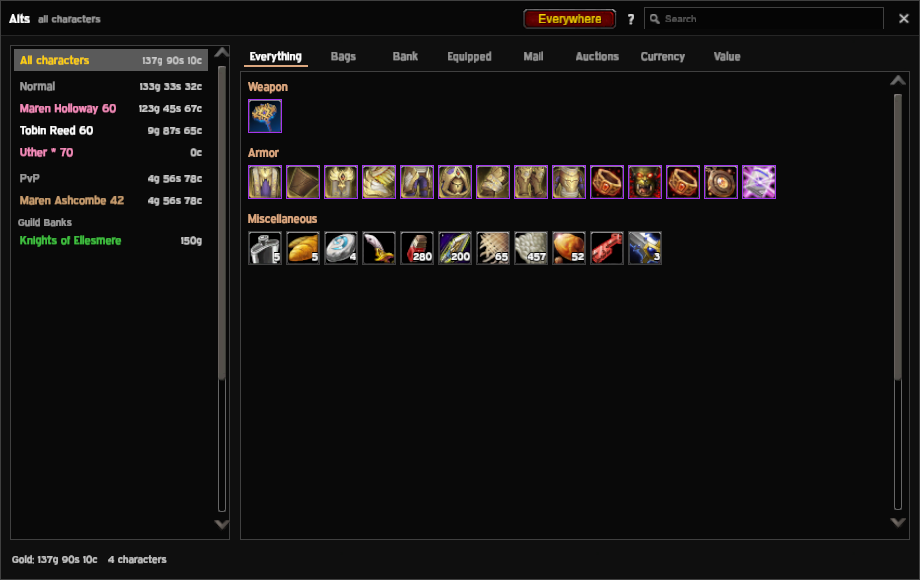 Alts all characters Everywhere ? Search
Everything Bags Bank Equipped Mail Auctions Currency Value
All characters 137g 90s 10c
Normal 133g 33s 32c
Maren Holloway 60 123g 45s 67c
Tobin Reed 60 9g 87s 65c
Uther * 70 0c
PvP 4g 56s 78c
Maren Ashcombe 42 4g 56s 78c
Guild Banks
Knights of Ellesmere 150g
Weapon
Armor
Miscellaneous
5 5 4 280 200 65 457 52 3
Gold: 137g 90s 10c 4 characters